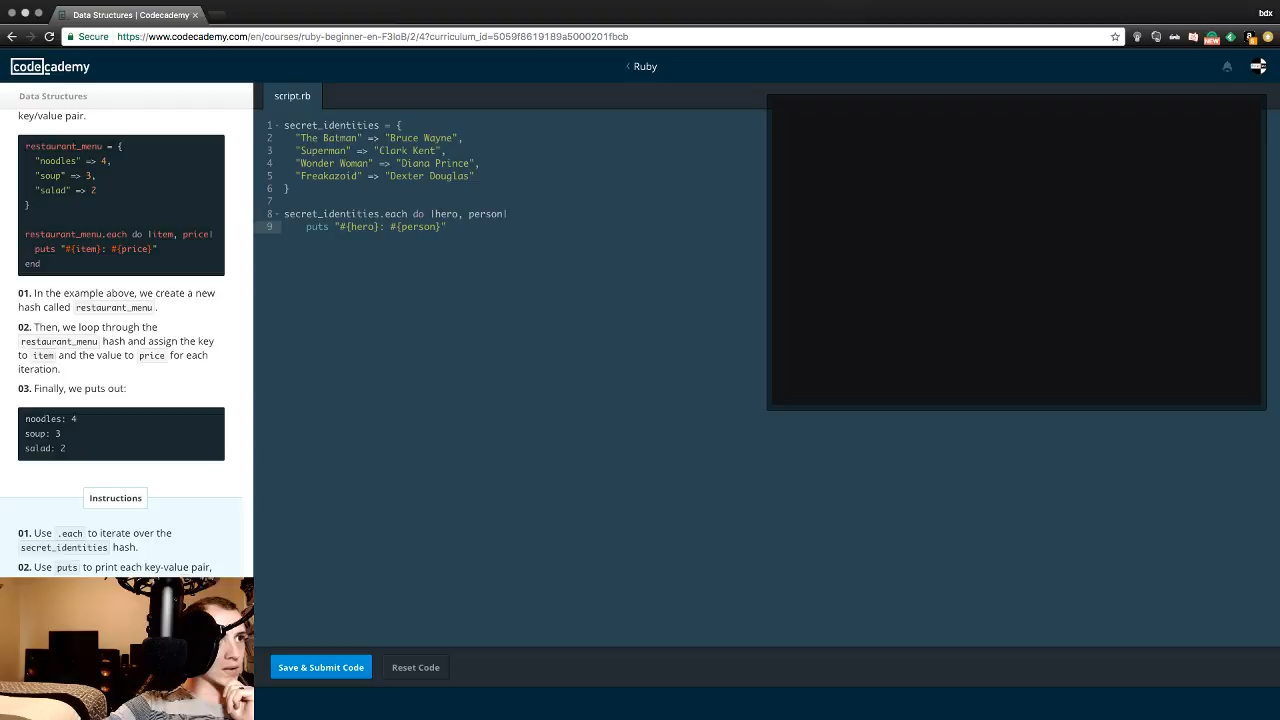 Data Structures | Codecademy
bdx
Secure
https://www.codecademy.com/en/courses/ruby-beginner-en-F3loB/2/4?curriculum_id=5059f8619189a5000201fbcb
NEW
codecademy
Ruby
Data Structures
key/value pair.
restaurant_menu = {
"noodles" => 4,
"soup" => 3,
"salad" => 2
}
restaurant_menu.each do |item, price|
puts "#{item}: #{price}"
end
01. In the example above, we create a new
hash called restaurant_menu.
02. Then, we loop through the
restaurant_menu hash and assign the key
to item and the value to price for each
iteration.
03. Finally, we puts out:
noodles: 4
soup: 3
salad: 2
Instructions
01. Use .each to iterate over the
secret_identities hash.
02. Use puts to print each key-value pair,
script.rb
1 secret_identities = {
2 "The Batman" => "Bruce Wayne",
3 "Superman" => "Clark Kent",
4 "Wonder Woman" => "Diana Prince",
5 "Freakazoid" => "Dexter Douglas"
6 }
7
8 secret_identities.each do |hero, person|
9 puts "#{hero}: #{person}"
Save & Submit Code
Reset Code